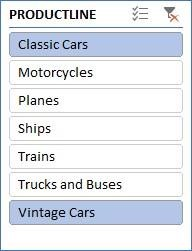 PRODUCTLINE
Classic Cars
Motorcycles
Planes
Ships
Trains
Trucks and Buses
Vintage Cars